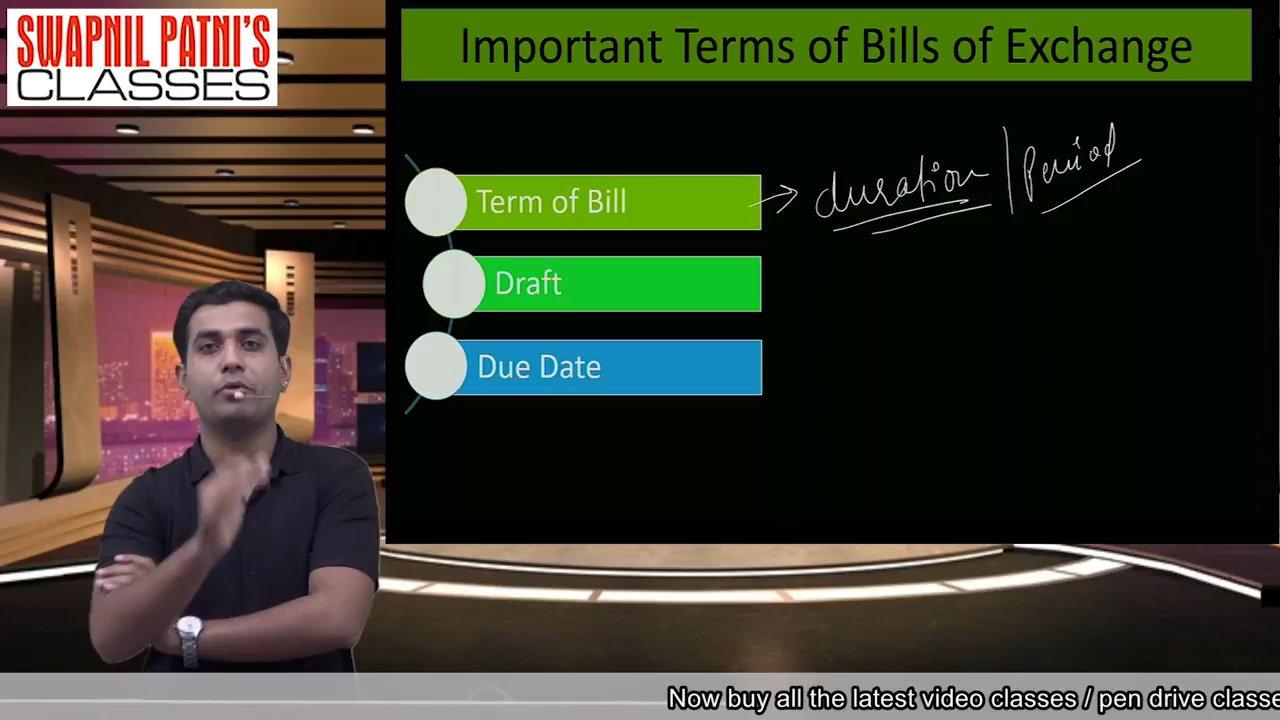 SWAPNIL PATNI'S
CLASSES
Important Terms of Bills of Exchange
Term of Bill
duration / Period
Draft
Due Date
Now buy all the latest video classes / pen drive classe